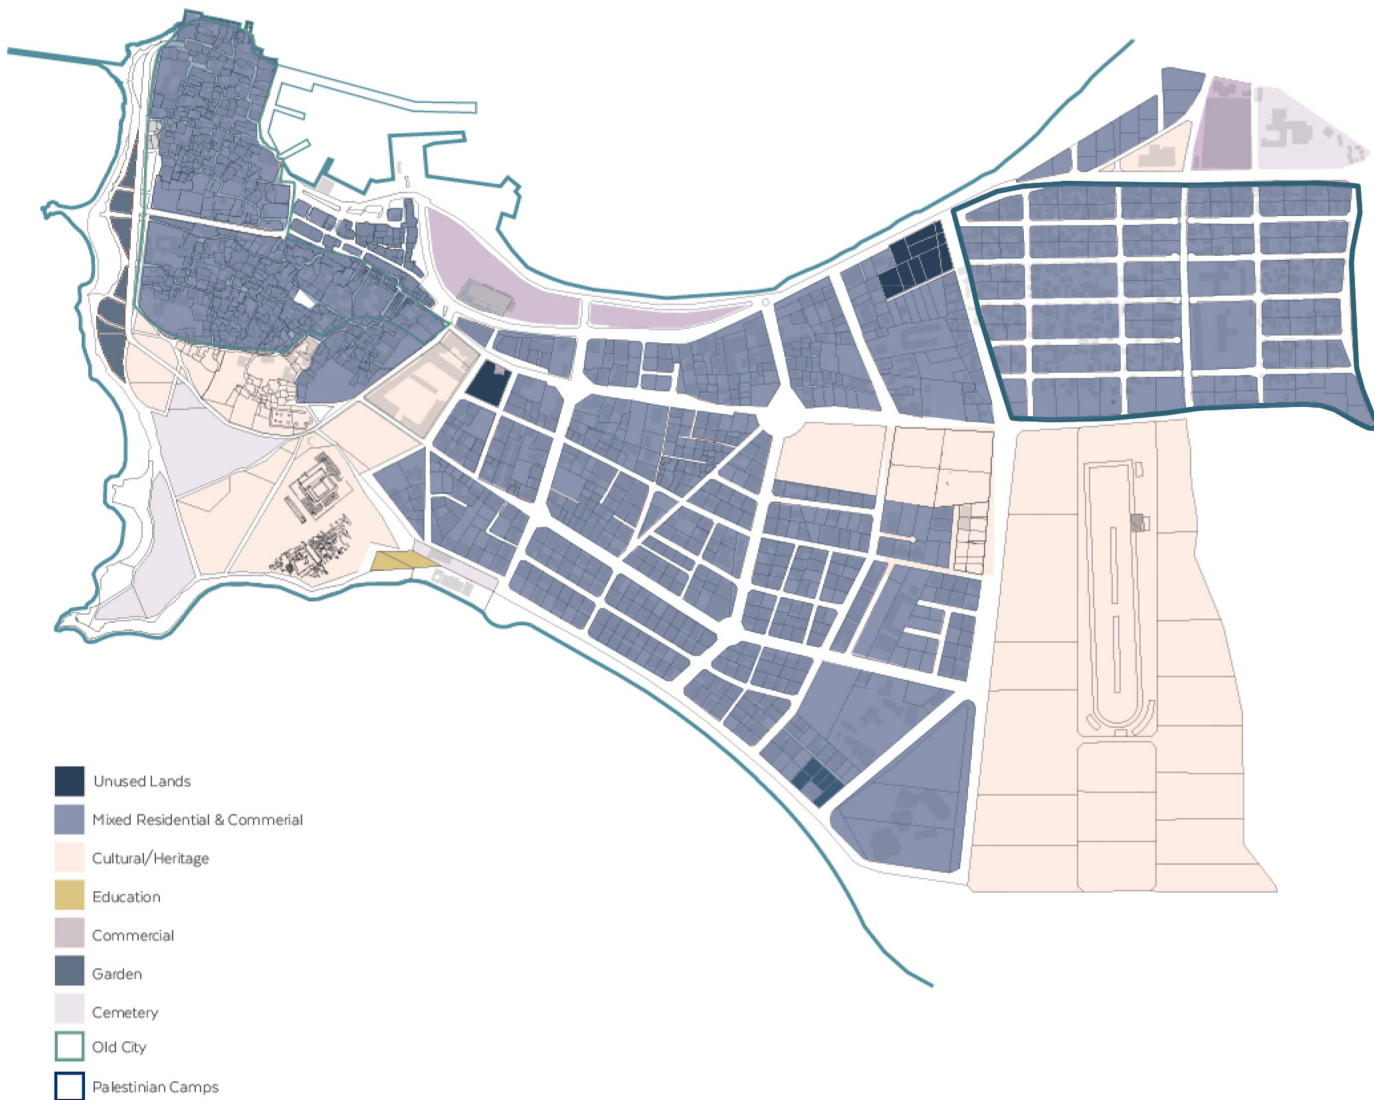 Unused Lands
Mixed Residential & Commerial
Cultural/Heritage
Education
Commercial
Garden
Cemetery
Old City
Palestinian Camps